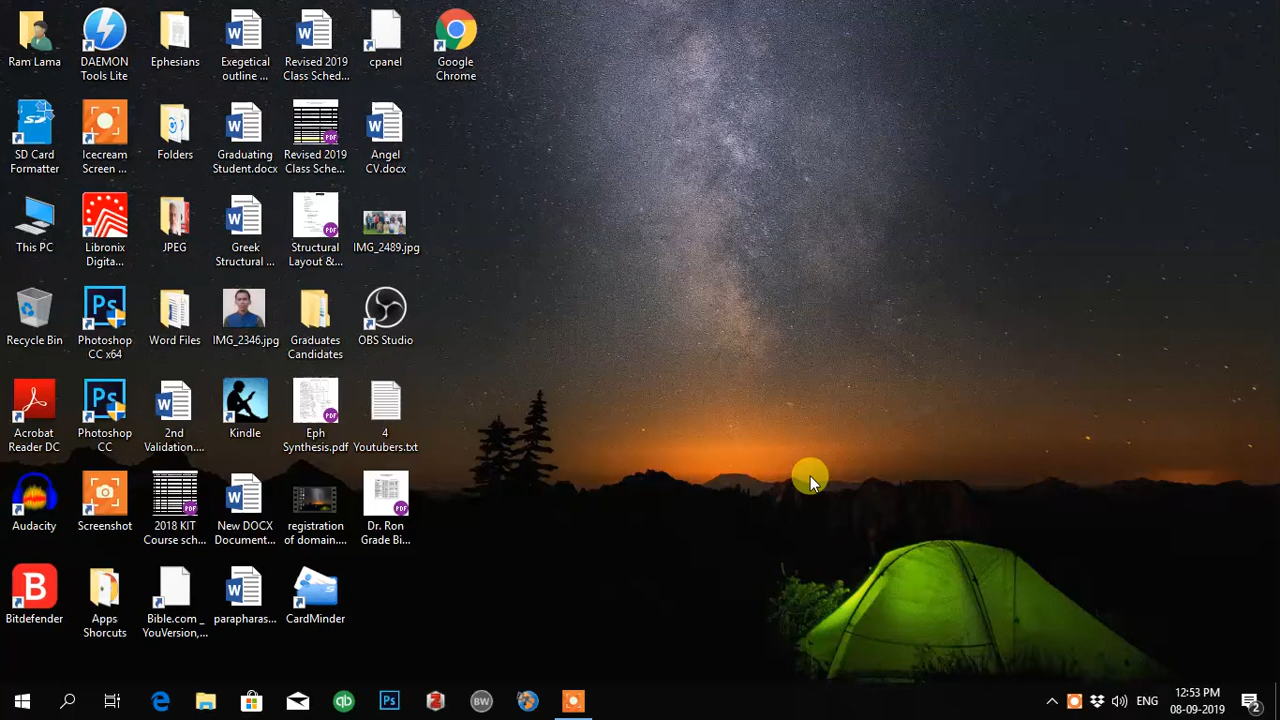 Ram Lama
DAEMON
Tools Lite
Ephesians
Exegetical
outline ...
Revised 2019
Class Sched...
cpanel
Google
Chrome
SD Card
Formatter
Icecream
Screen ...
Folders
Graduating
Student.docx
Revised 2019
Class Sche...
Angel
CV.docx
This PC
Libronix
Digita...
JPEG
Greek
Structural ...
Structural
Layout &...
IMG_2489.jpg
Recycle Bin
Photoshop
CC x64
Word Files
IMG_2346.jpg
Graduates
Candidates
OBS Studio
Acrobat
Reader DC
Photoshop
CC
2nd
Validation....
Kindle
Eph
Synthesis.pdf
4
Youtubers.txt
Audacity
Screenshot
2018 KIT
Course sch...
New DOCX
Document...
registration
of domain....
Dr. Ron
Grade Bi...
Bitdefender
Apps
Shorcuts
Bible.com _
YouVersion,...
paraphras...
CardMinder
ENG
12:53 PM
08-09-2019